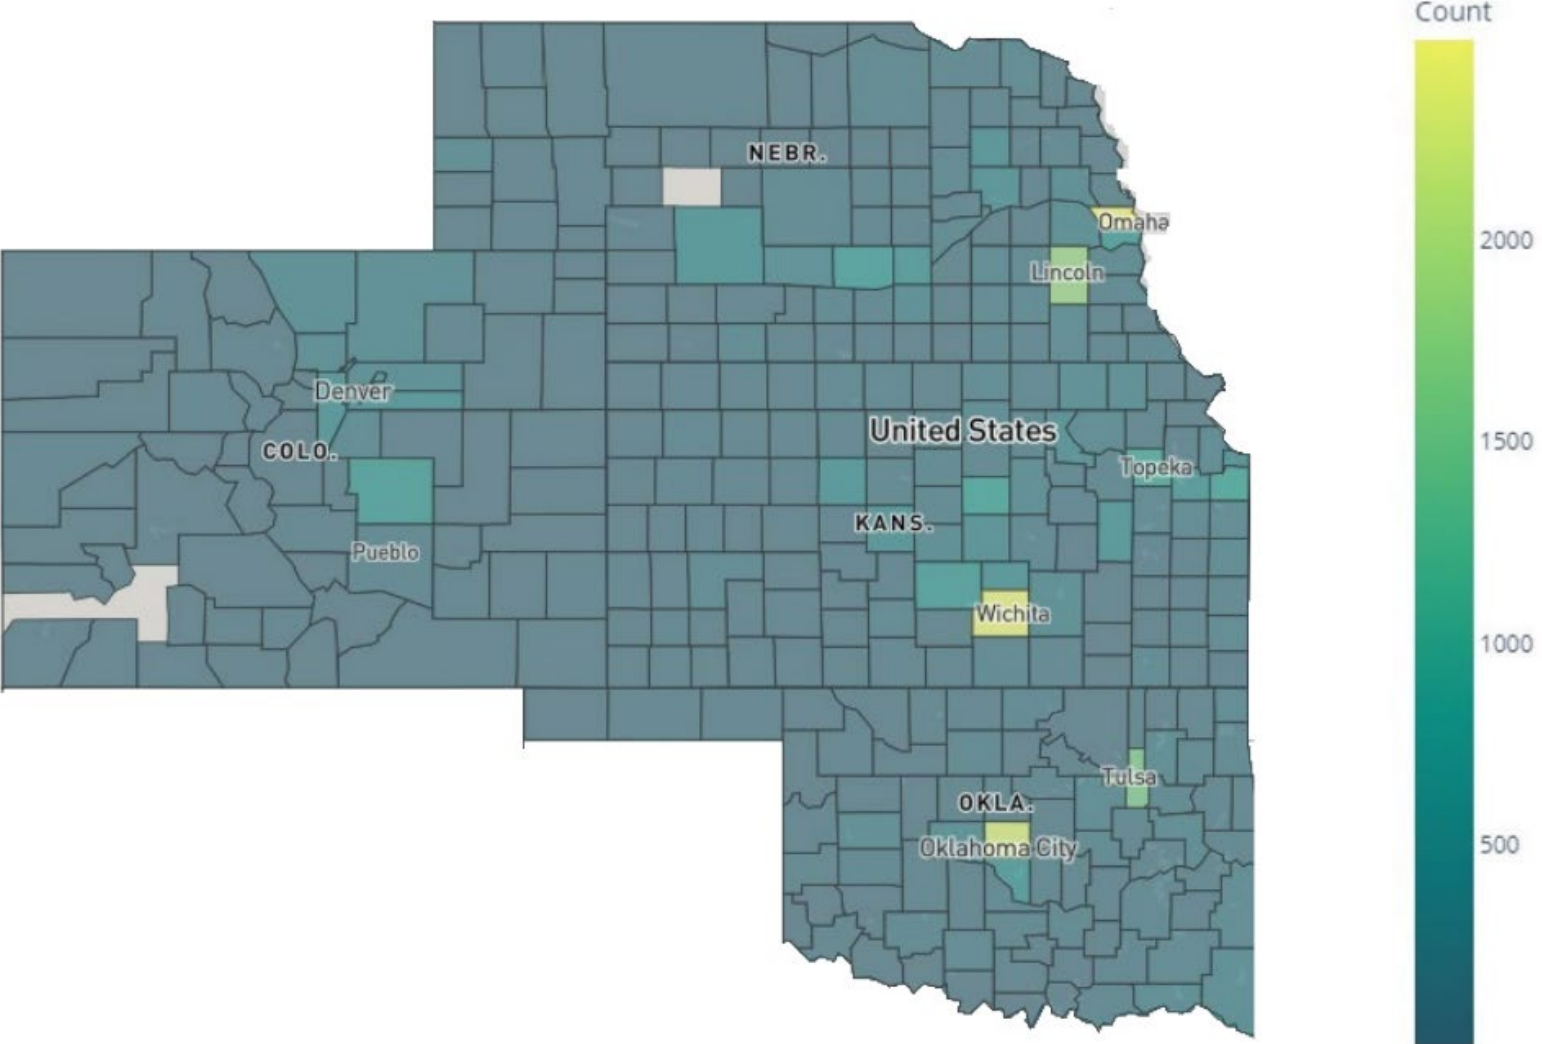 Count
NEBR.
Omaha
2000
Lincoln
Denver
United States
1500
COLO.
Topeka
KANS.
Pueblo
Wichita
1000
Tulsa
OKLA.
Oklahoma City
500